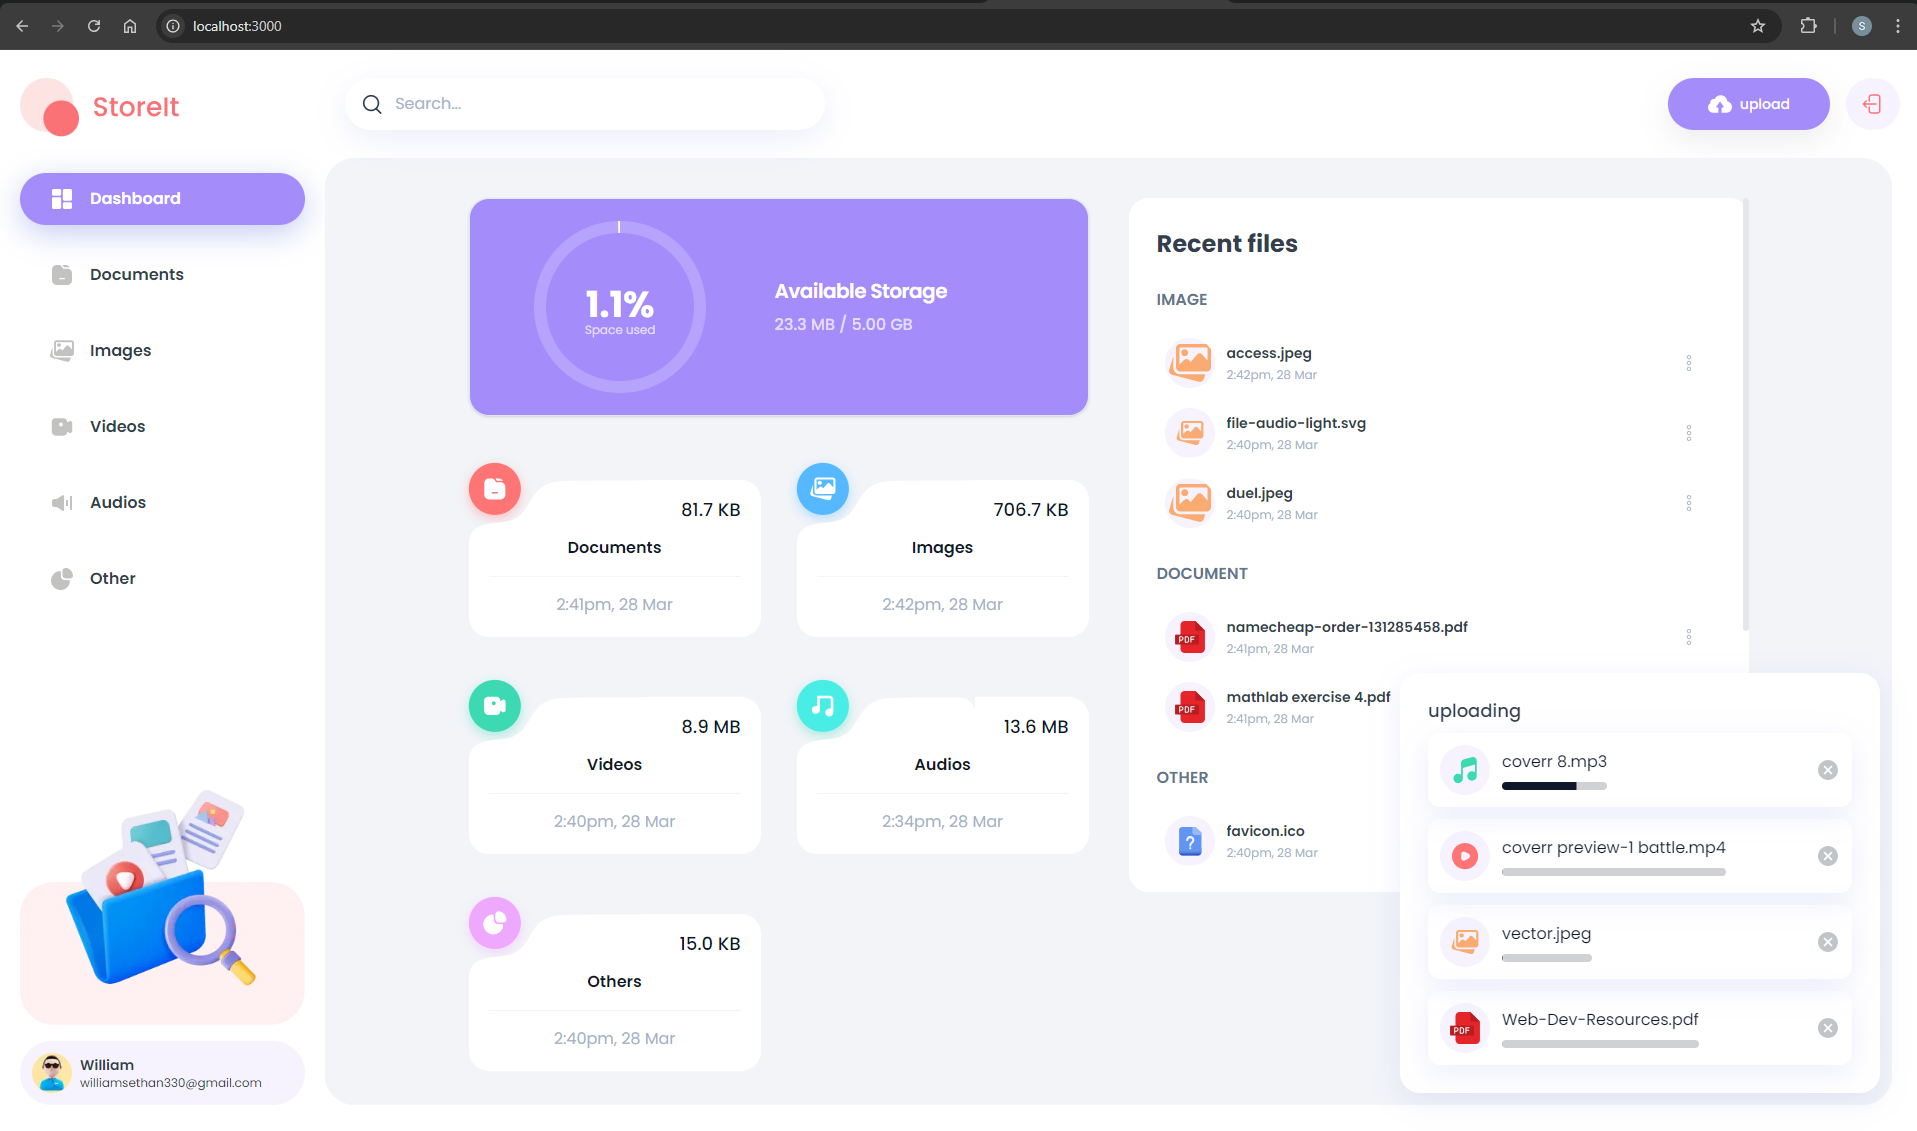 localhost:3000
S
StoreIt
Search...
upload
Dashboard
Documents
Images
Videos
Audios
Other
William
williamsethan330@gmail.com
1.1%
Space used
Available Storage
23.3 MB / 5.00 GB
81.7 KB
Documents
2:41pm, 28 Mar
706.7 KB
Images
2:42pm, 28 Mar
8.9 MB
Videos
2:40pm, 28 Mar
13.6 MB
Audios
2:34pm, 28 Mar
15.0 KB
Others
2:40pm, 28 Mar
Recent files
IMAGE
access.jpeg
2:42pm, 28 Mar
file-audio-light.svg
2:40pm, 28 Mar
duel.jpeg
2:40pm, 28 Mar
DOCUMENT
PDF
namecheap-order-131285458.pdf
2:41pm, 28 Mar
PDF
mathlab exercise 4.pdf
2:41pm, 28 Mar
OTHER
?
favicon.ico
2:40pm, 28 Mar
uploading
coverr 8.mp3
coverr preview-1 battle.mp4
vector.jpeg
PDF
Web-Dev-Resources.pdf